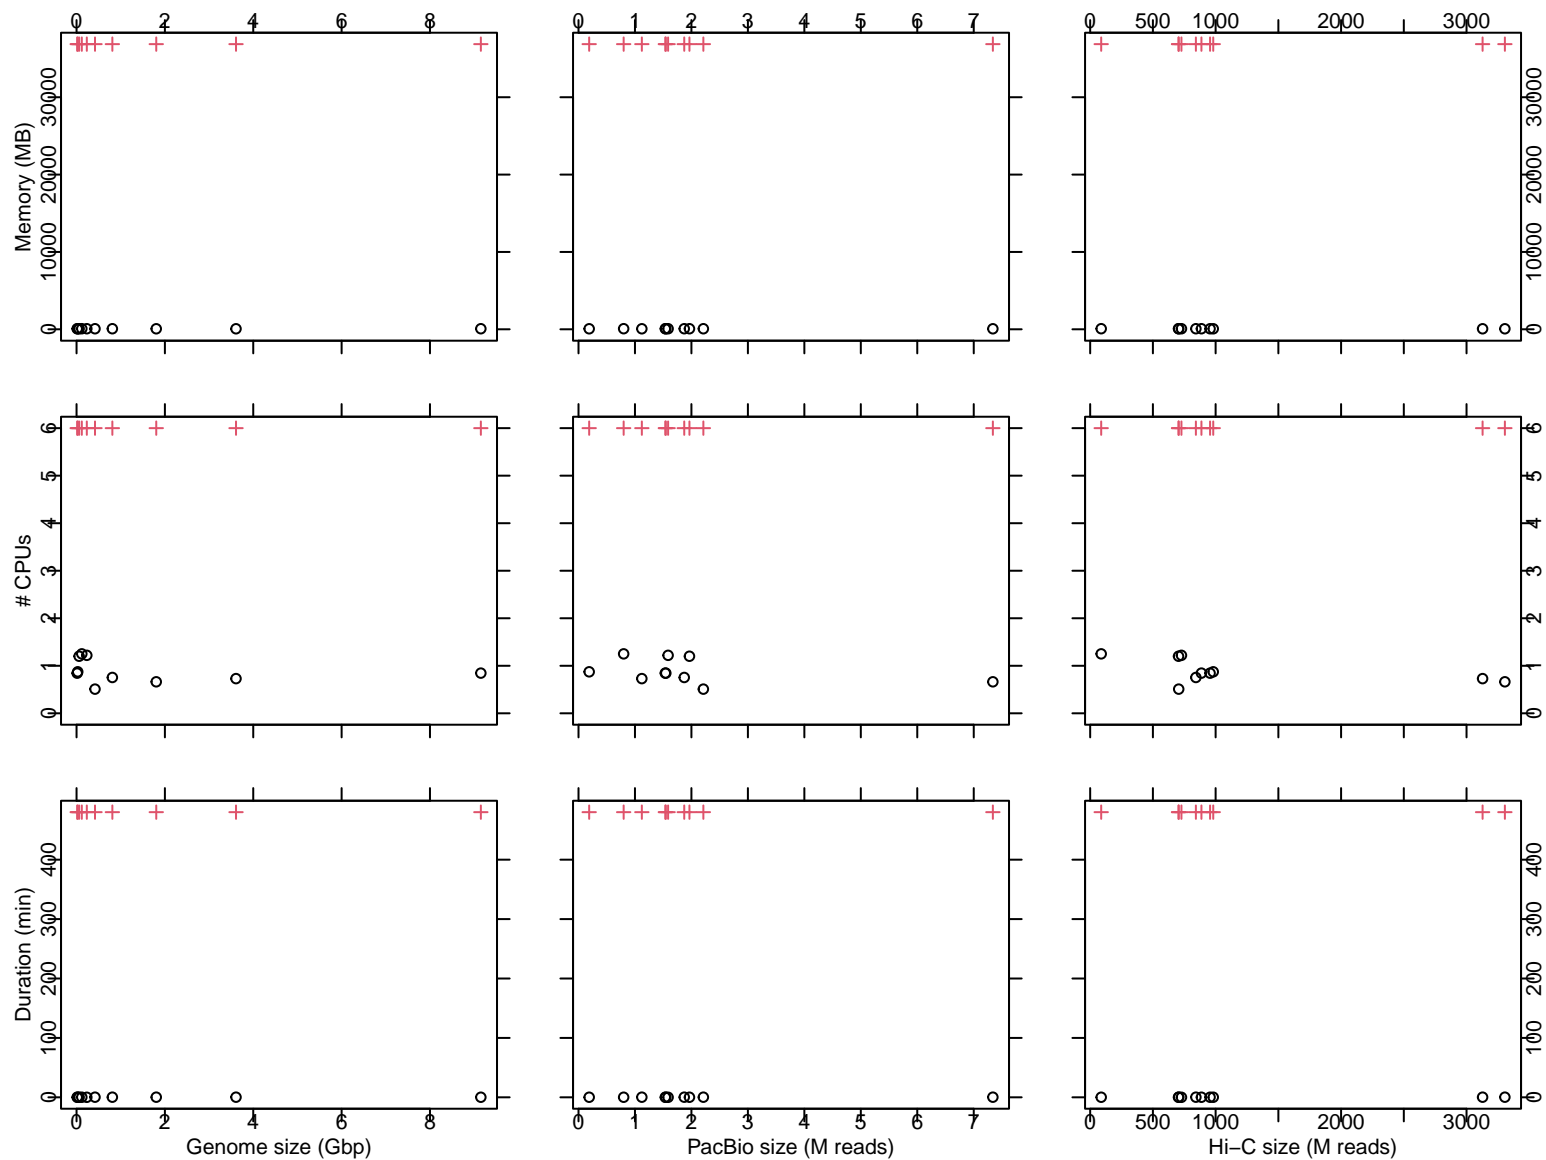 0 2 4 6 8
0 1 2 3 4 5 6 7
0 500 1000 2000 3000
Memory (MB)
0 10000 20000 30000
0 10000 20000 30000
# CPUs
0 1 2 3 4 5 6
0 1 2 3 4 5 6
Duration (min)
0 100 200 300 400
0 100 200 300 400
0 2 4 6 8
Genome size (Gbp)
0 1 2 3 4 5 6 7
PacBio size (M reads)
0 500 1000 2000 3000
Hi−C size (M reads)